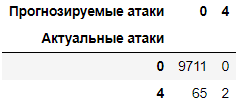 Прогнозируемые атаки 0 4
Актуальные атаки
0 9711 0
4 65 2